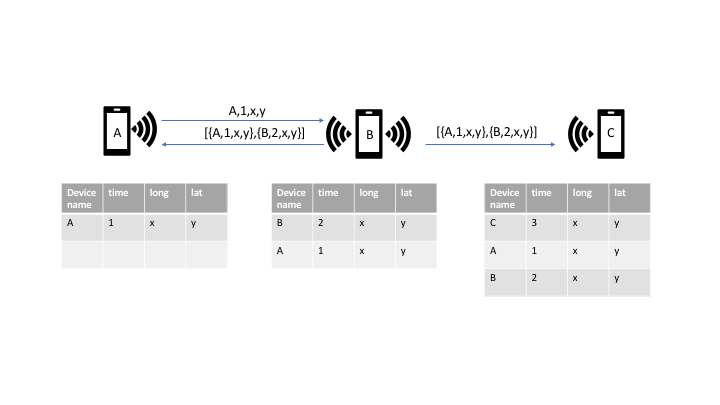 A,1,x,y
[{A,1,x,y},{B,2,x,y}]
[{A,1,x,y},{B,2,x,y}]
A
B
C
Device name time long lat
A 1 x y
Device name time long lat
B 2 x y
A 1 x y
Device name time long lat
C 3 x y
A 1 x y
B 2 x y